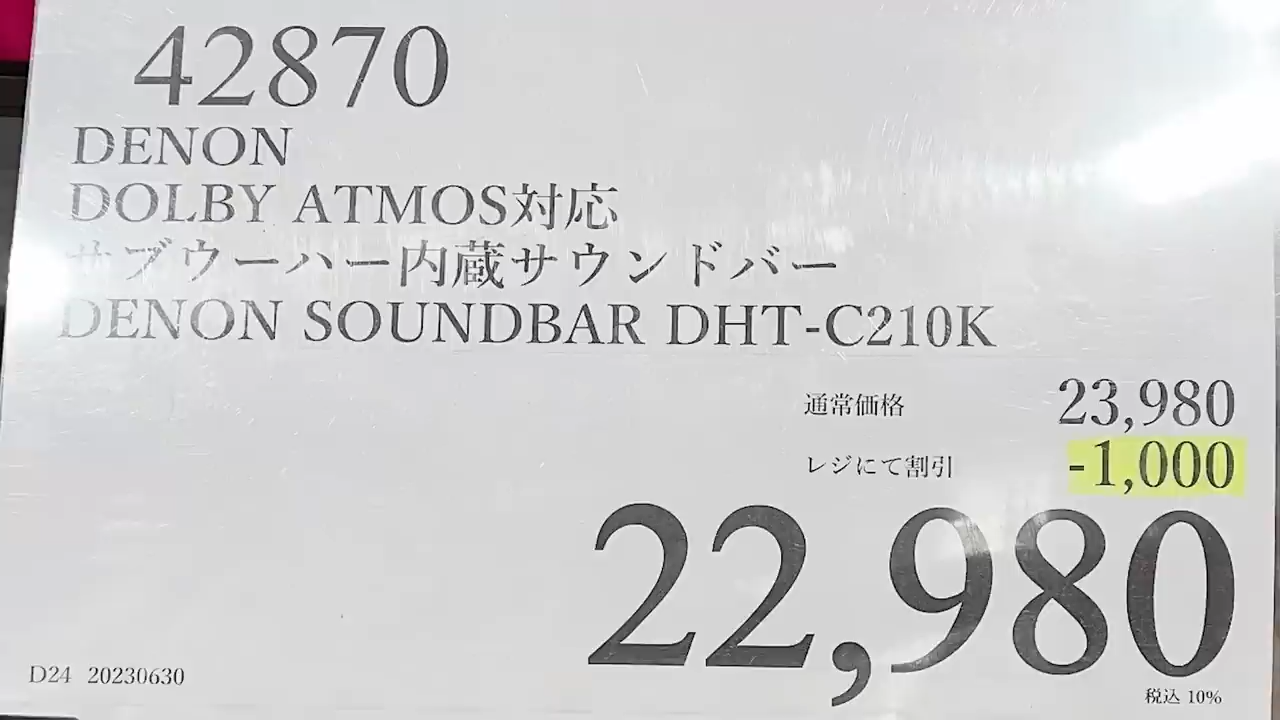 42870
DENON
DOLBY ATMOS対応
サブウーハー内蔵サウンドバー
DENON SOUNDBAR DHT-C210K
通常価格 23,980
レジにて割引 -1,000
22,980
D24 20230630
税込 10%